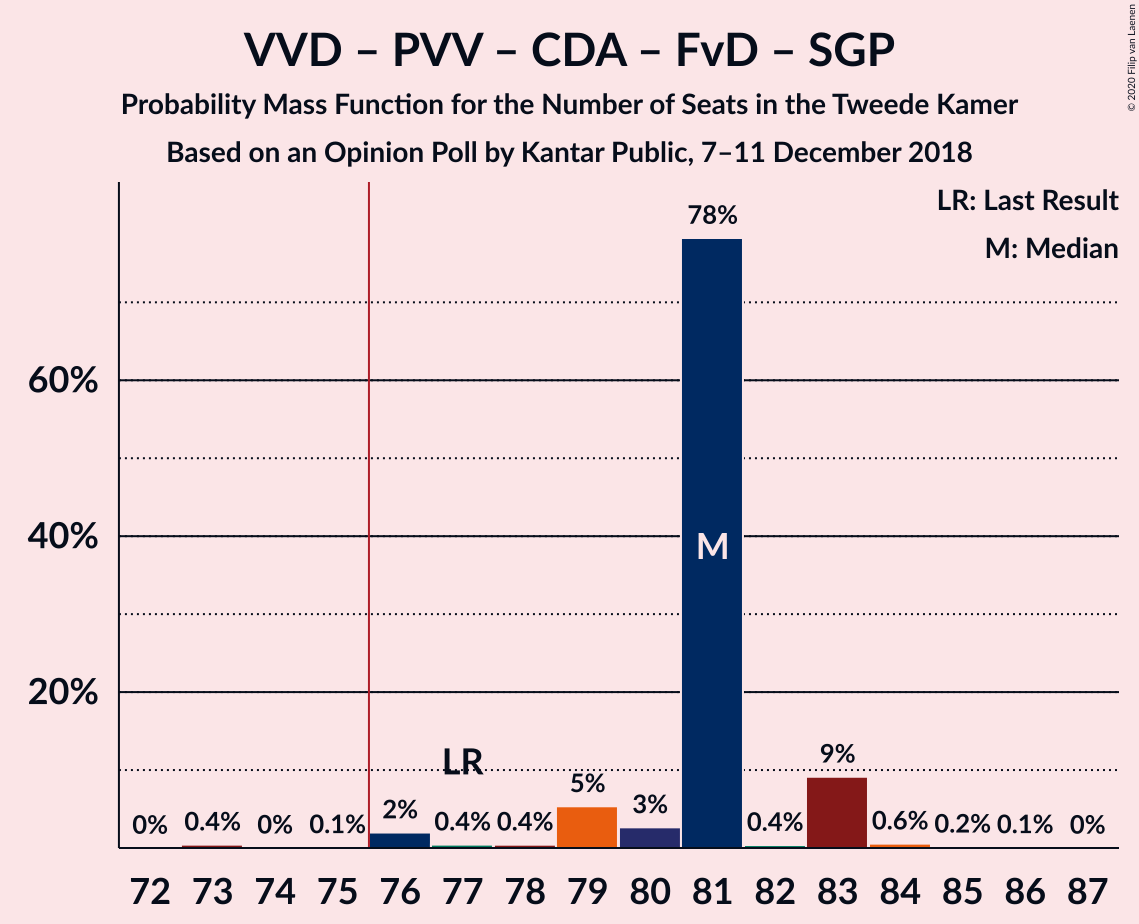 VVD – PVV – CDA – FvD – SGP
Probability Mass Function for the Number of Seats in the Tweede Kamer
Based on an Opinion Poll by Kantar Public, 7–11 December 2018
© 2020 Filip van Laenen
LR: Last Result
M: Median
60%
40%
20%
0%
0.4%
0%
0.1%
2%
0.4%
LR
0.4%
5%
3%
78%
M
0.4%
9%
0.6%
0.2%
0.1%
0%
72 73 74 75 76 77 78 79 80 81 82 83 84 85 86 87